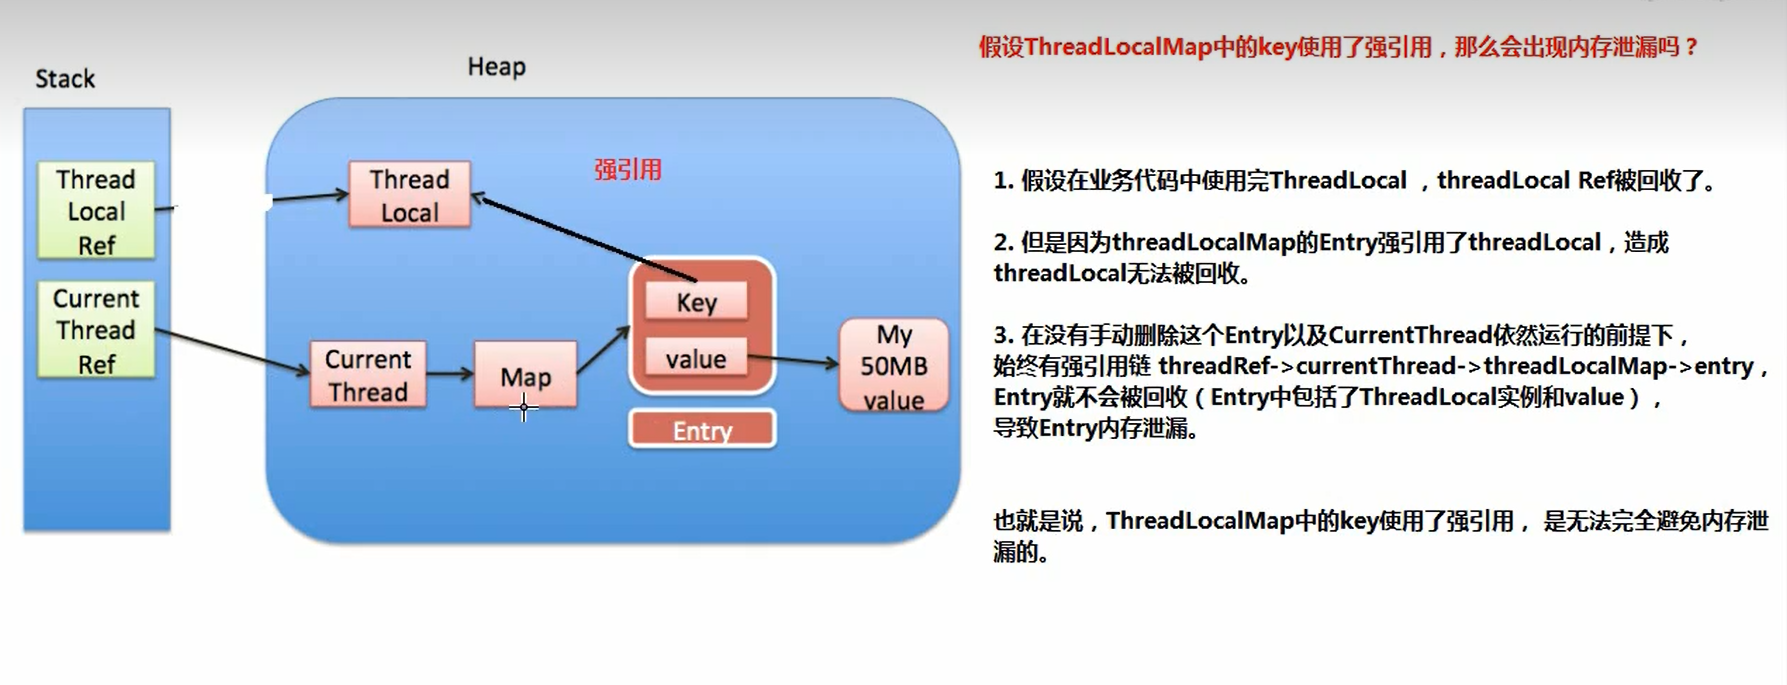 假设ThreadLocalMap中的key使用了强引用，那么会出现内存泄漏吗？
Stack
Heap
Thread
Local
Ref
Current
Thread
Ref
Thread
Local
强引用
Current
Thread
Map
Key
value
Entry
My
50MB
value
1. 假设在业务代码中使用完ThreadLocal ，threadLocal Ref被回收了。
2. 但是因为threadLocalMap的Entry强引用了threadLocal，造成
threadLocal无法被回收。
3. 在没有手动删除这个Entry以及CurrentThread依然运行的前提下，
始终有强引用链 threadRef->currentThread->threadLocalMap->entry，
Entry就不会被回收（Entry中包括了ThreadLocal实例和value），
导致Entry内存泄漏。
也就是说，ThreadLocalMap中的key使用了强引用， 是无法完全避免内存泄
漏的。